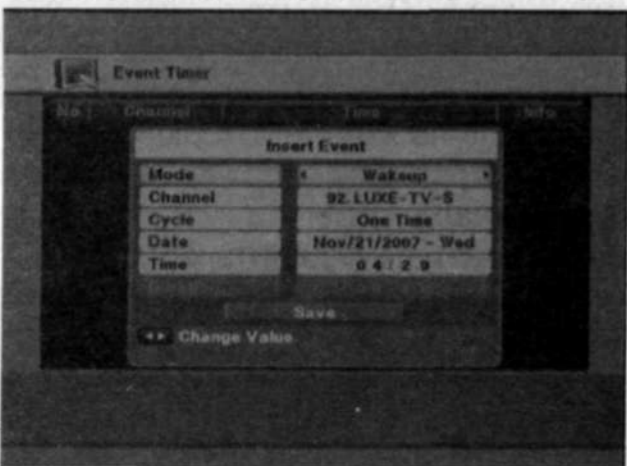 Event Timer
No Channel Time Info
Insert Event
Mode Wakeup
Channel 92. LUXE-TV-S
Cycle One Time
Date Nov/21/2007 - Wed
Time 04 / 29
Save
Change Value